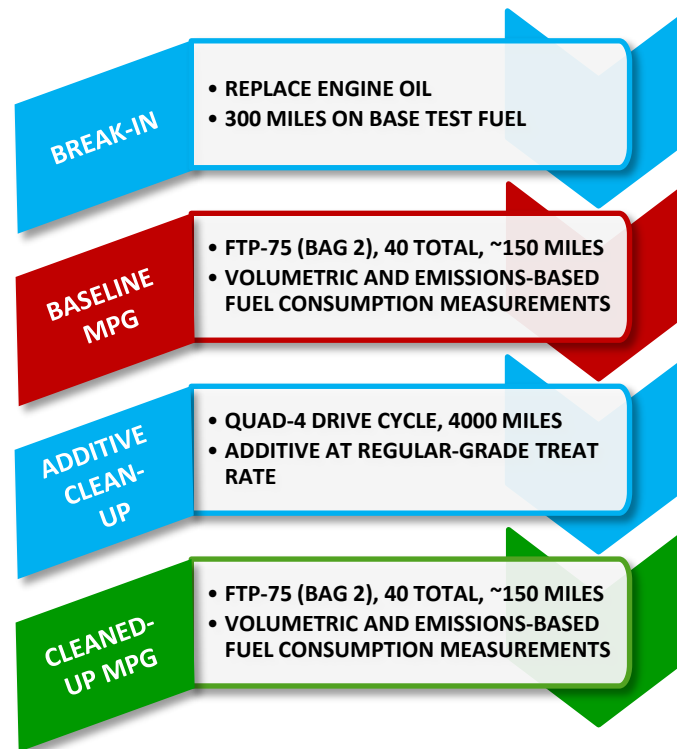 BREAK-IN
• REPLACE ENGINE OIL
• 300 MILES ON BASE TEST FUEL
BASELINE
MPG
• FTP-75 (BAG 2), 40 TOTAL, ~150 MILES
• VOLUMETRIC AND EMISSIONS-BASED
FUEL CONSUMPTION MEASUREMENTS
ADDITIVE
CLEAN-
UP
• QUAD-4 DRIVE CYCLE, 4000 MILES
• ADDITIVE AT REGULAR-GRADE TREAT
RATE
CLEANED-
UP MPG
• FTP-75 (BAG 2), 40 TOTAL, ~150 MILES
• VOLUMETRIC AND EMISSIONS-BASED
FUEL CONSUMPTION MEASUREMENTS